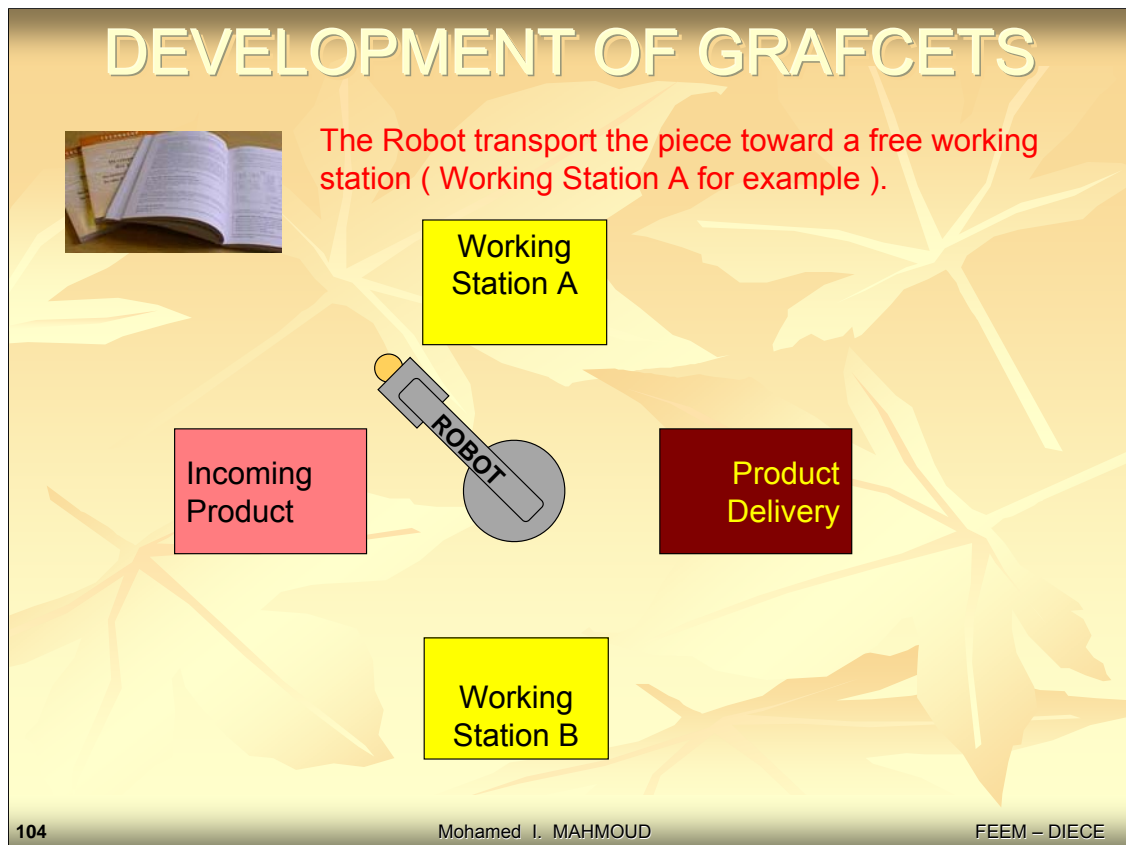 DEVELOPMENT OF GRAFCETS
The Robot transport the piece toward a free working
station ( Working Station A for example ).
Working
Station A
ROBOT
Incoming
Product
Product
Delivery
Working
Station B
104
Mohamed I. MAHMOUD
FEEM – DIECE